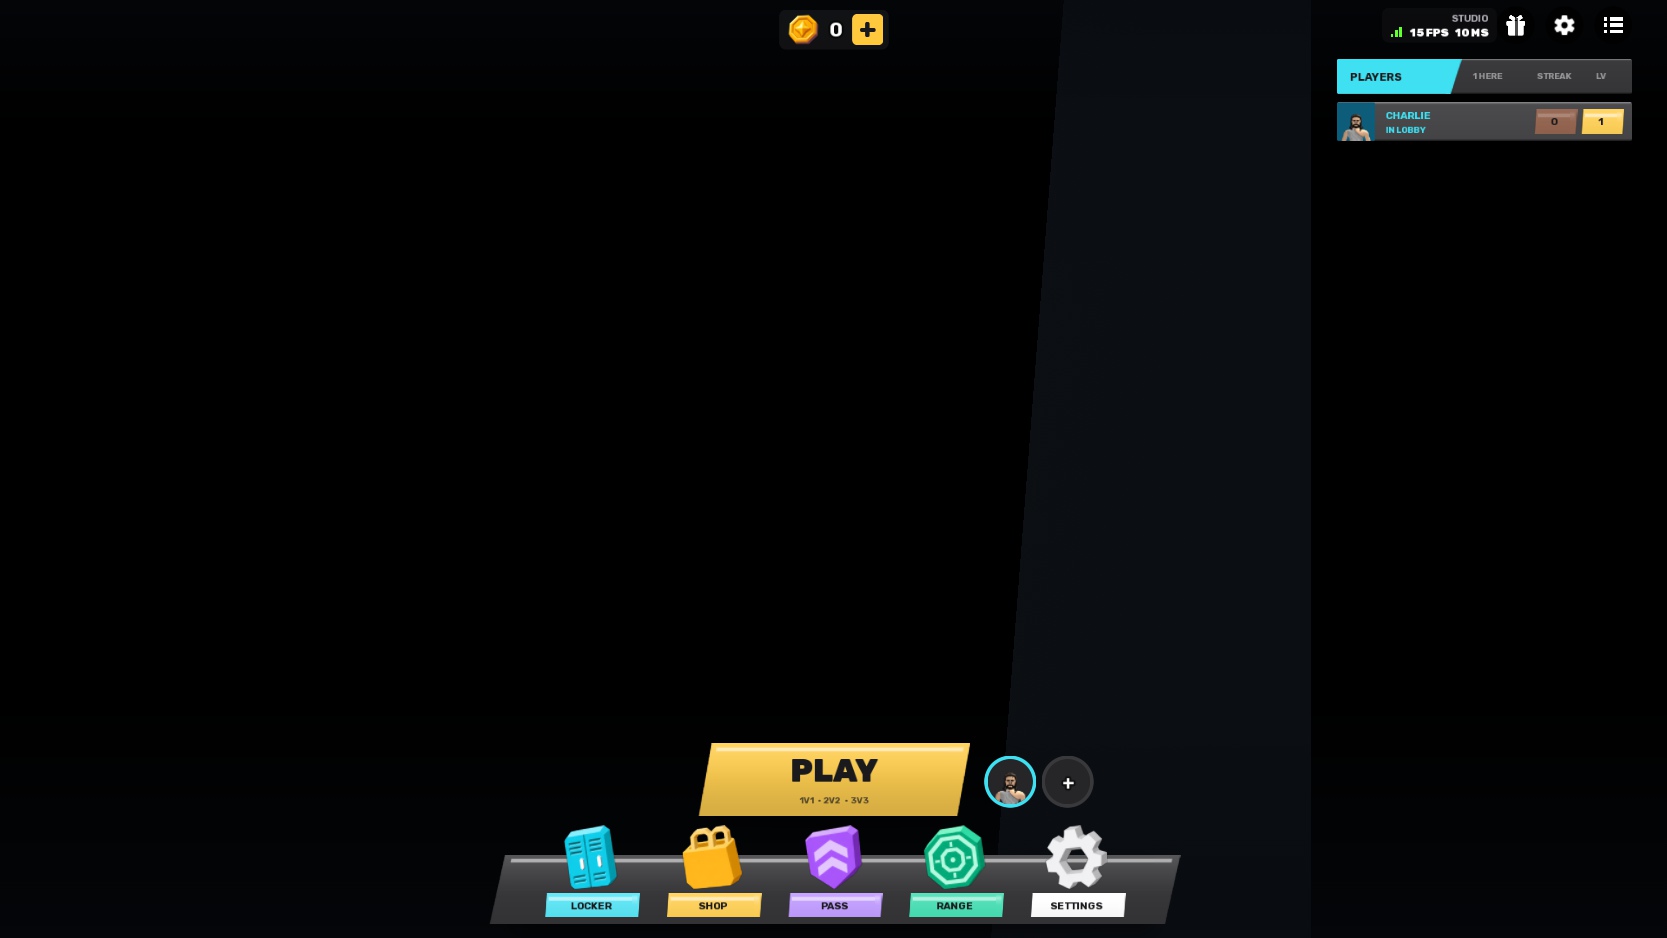 0
STUDIO
15 FPS 10 MS
PLAYERS 1 HERE STREAK LV
CHARLIE
IN LOBBY
0 1
PLAY
1V1 - 2V2 - 3V3
+
LOCKER SHOP PASS RANGE SETTINGS